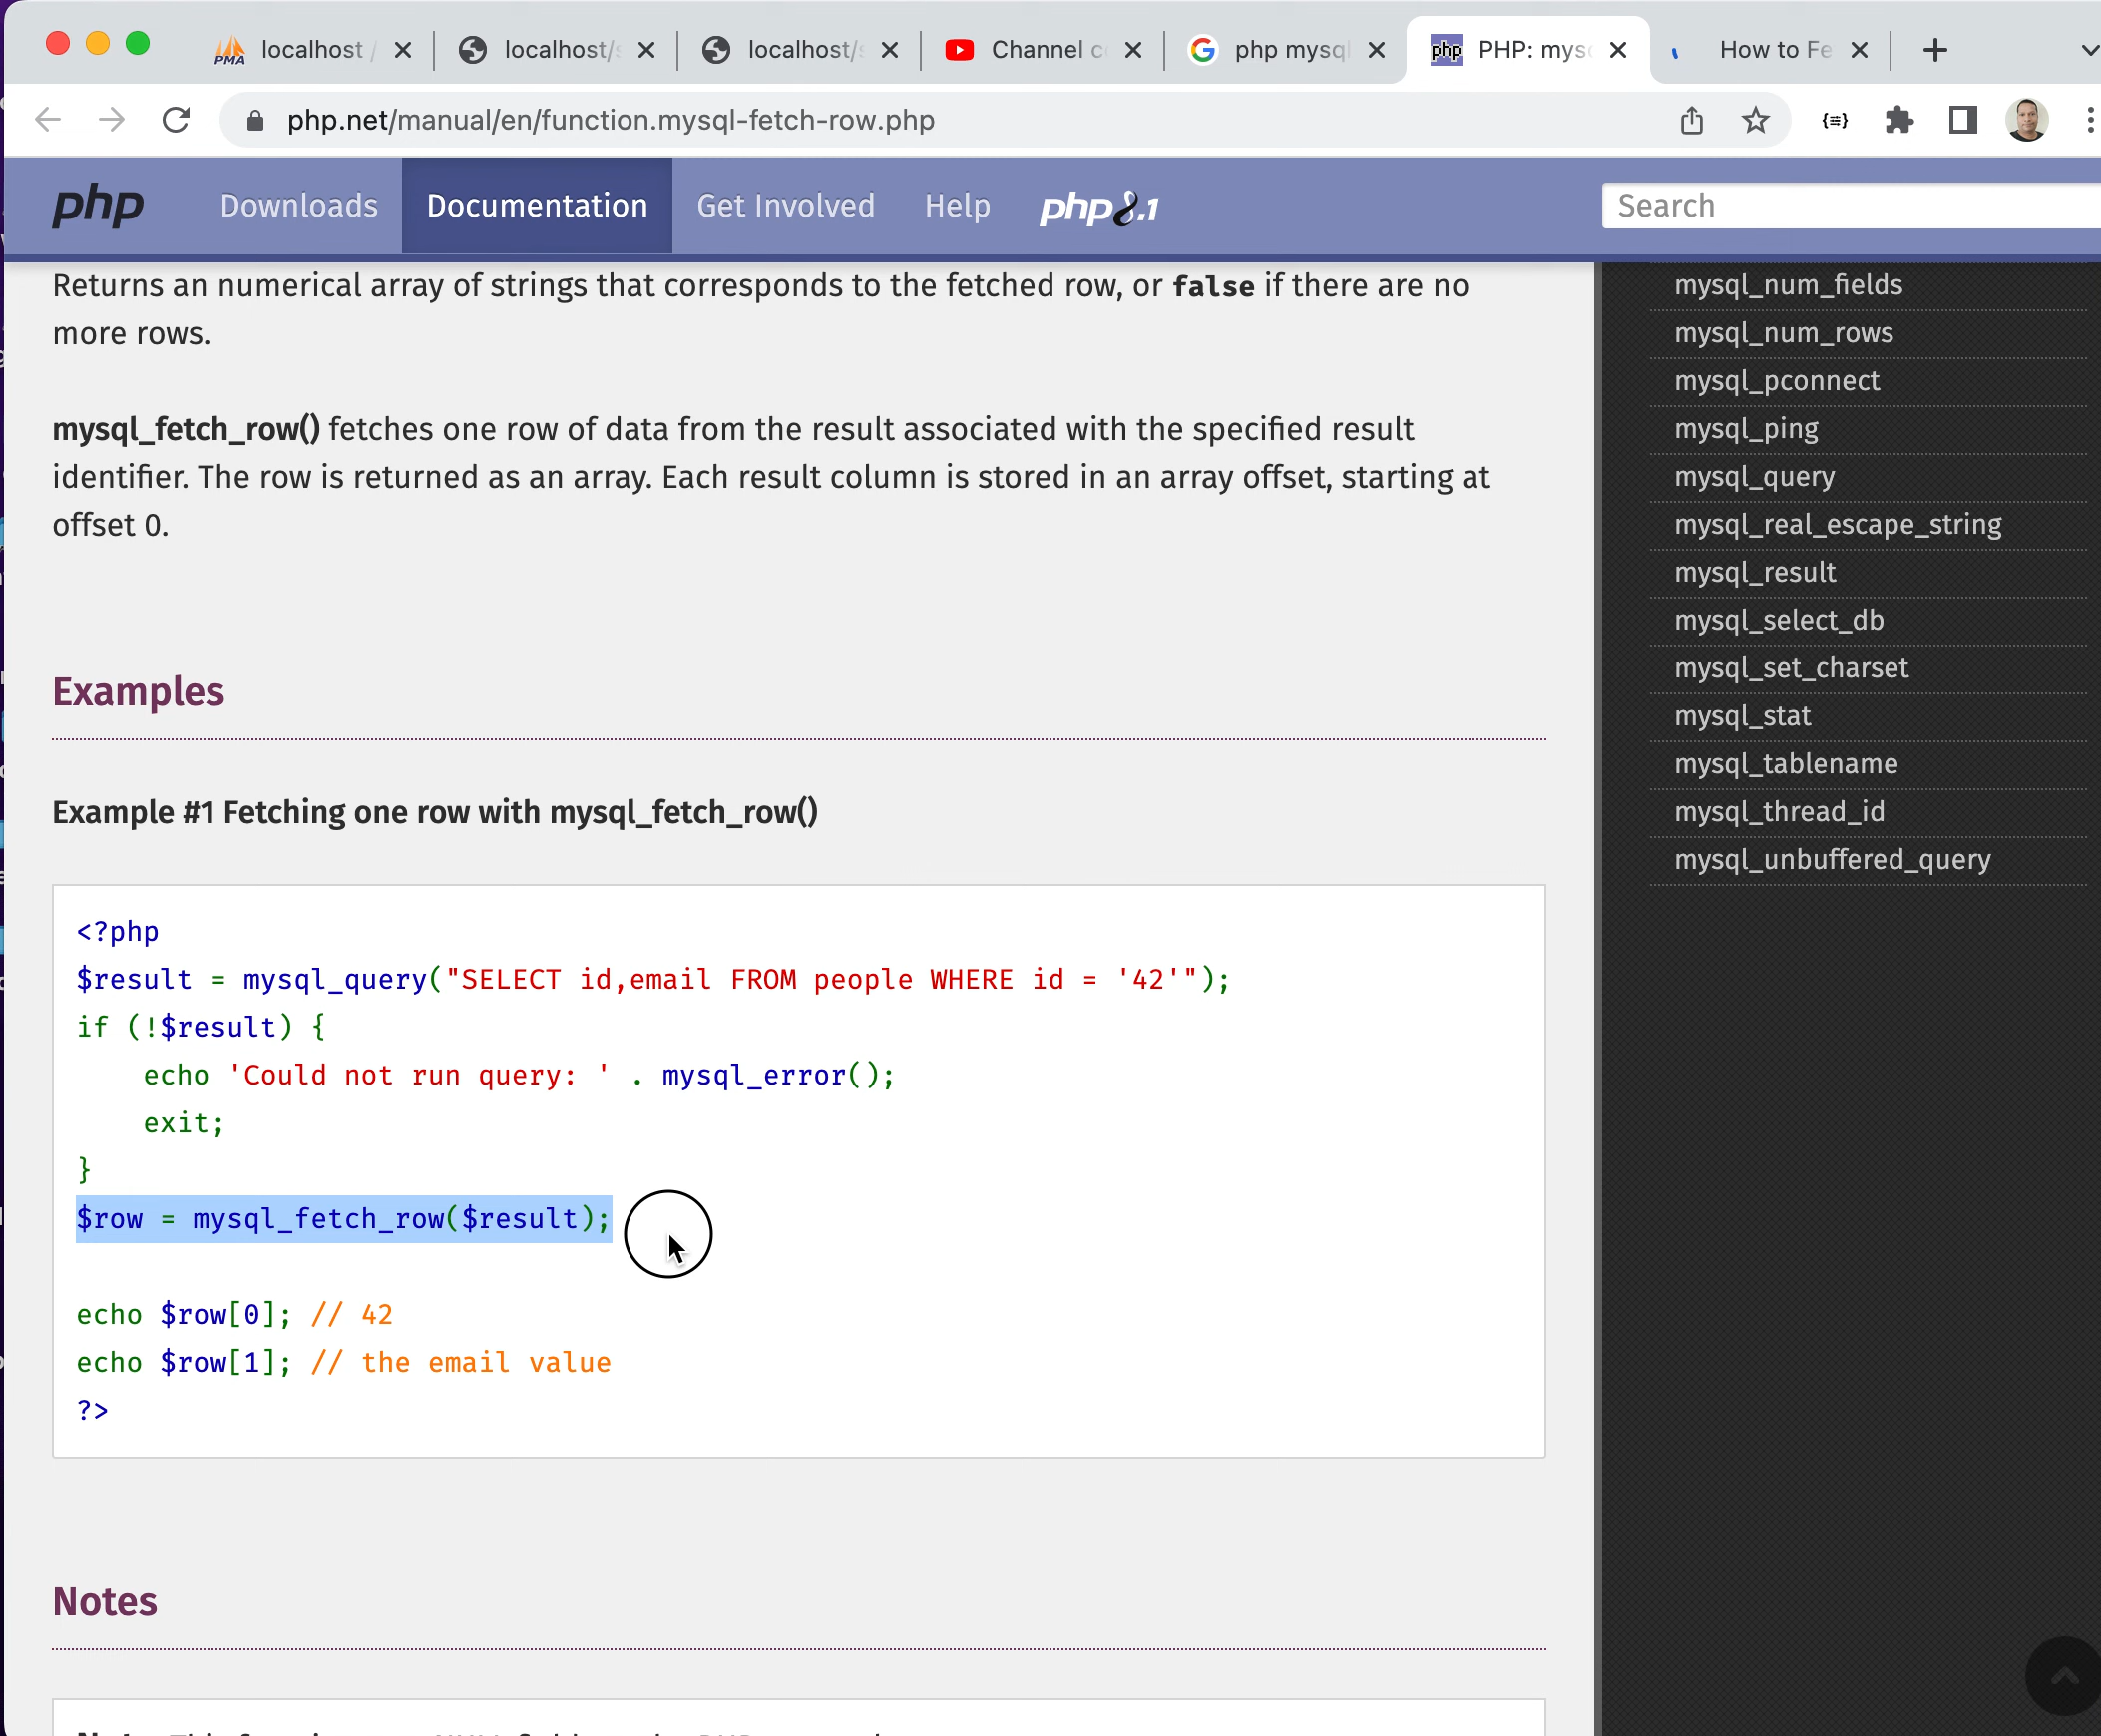 localhost /
localhost/s
localhost/s
Channel c
php mysql
PHP: mys
How to Fe
php.net/manual/en/function.mysql-fetch-row.php
php
Downloads
Documentation
Get Involved
Help
php8.1
Search
Returns an numerical array of strings that corresponds to the fetched row, or false if there are no
more rows.
mysql_fetch_row() fetches one row of data from the result associated with the specified result
identifier. The row is returned as an array. Each result column is stored in an array offset, starting at
offset 0.
Examples
Example #1 Fetching one row with mysql_fetch_row()
<?php
$result = mysql_query("SELECT id,email FROM people WHERE id = '42'");
if (!$result) {
    echo 'Could not run query: ' . mysql_error();
    exit;
}
$row = mysql_fetch_row($result);
echo $row[0]; // 42
echo $row[1]; // the email value
?>
Notes
mysql_num_fields
mysql_num_rows
mysql_pconnect
mysql_ping
mysql_query
mysql_real_escape_string
mysql_result
mysql_select_db
mysql_set_charset
mysql_stat
mysql_tablename
mysql_thread_id
mysql_unbuffered_query